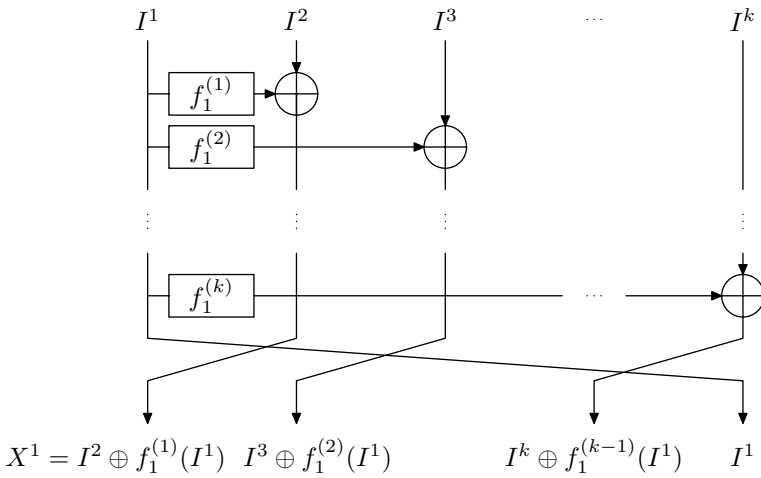 I^1 I^2 I^3 ... I^k
f_1^{(1)}
f_1^{(2)}
⋮ ⋮ ⋮ ⋮
f_1^{(k)} ...
X^1 = I^2 ⊕ f_1^{(1)}(I^1) I^3 ⊕ f_1^{(2)}(I^1) I^k ⊕ f_1^{(k-1)}(I^1) I^1